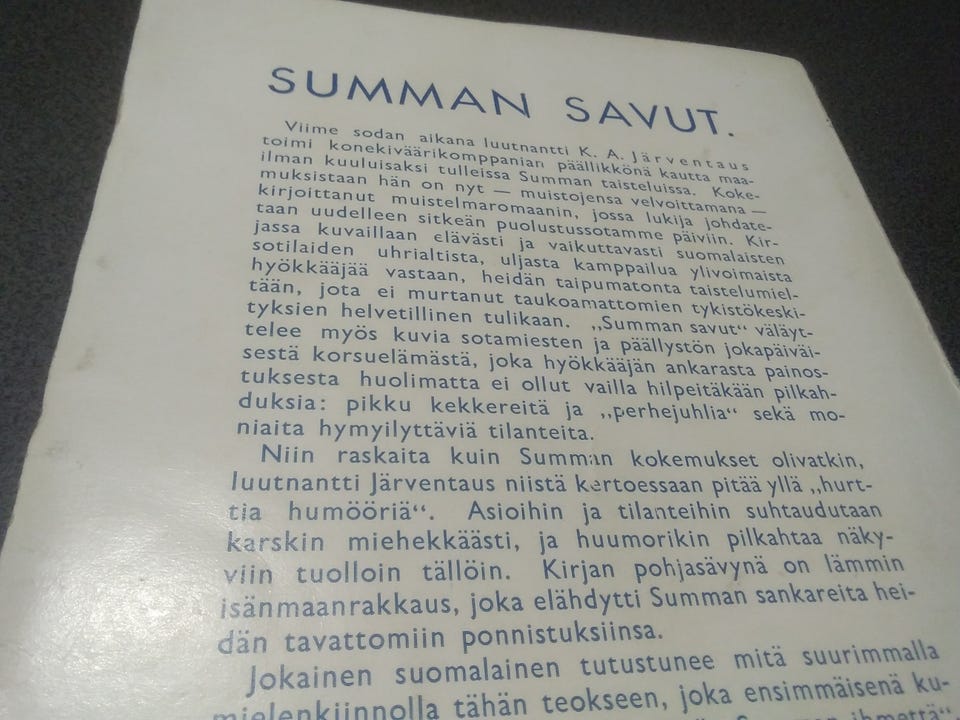 SUMMAN SAVUT.
Viime sodan aikana luutnantti K. A. Järventaus
toimi konekiväärikomppanian päällikkönä kautta maa-
ilman kuuluisaksi tulleissa Summan taisteluissa. Koke-
muksistaan hän on nyt — muistojensa velvoittamana —
kirjoittanut muistelmaromaanin, jossa lukija johdate-
taan uudelleen sitkeän puolustussotamme päiviin. Kir-
jassa kuvaillaan elävästi ja vaikuttavasti suomalaisten
sotilaiden uhrialtista, uljasta kamppailua ylivoimaista
hyökkääjää vastaan, heidän taipumatonta taistelumiel-
tään, jota ei murtanut taukoamattomien tykistökeski-
tyksien helvetillinen tulikaan. „Summan savut“ väläyt-
telee myös kuvia sotamiesten ja päällystön jokapäiväi-
sestä korsuelämästä, joka hyökkääjän ankarasta painos-
tuksesta huolimatta ei ollut vailla hilpeitäkään pilkah-
duksia: pikku kekkereitä ja „perhejuhlia“ sekä mo-
niaita hymyilyttäviä tilanteita.
Niin raskaita kuin Summan kokemukset olivatkin,
luutnantti Järventaus niistä kertoessaan pitää yllä „hurt-
tia humööriä“. Asioihin ja tilanteihin suhtaudutaan
karskin miehekkäästi, ja huumorikin pilkahtaa näky-
viin tuolloin tällöin. Kirjan pohjasävynä on lämmin
isänmaanrakkaus, joka elähdytti Summan sankareita hei-
dän tavattomiin ponnistuksiinsa.
Jokainen suomalainen tutustunee mitä suurimmalla
mielenkiinnolla tähän teokseen, joka ensimmäisenä ku-
Summan ihmettä“